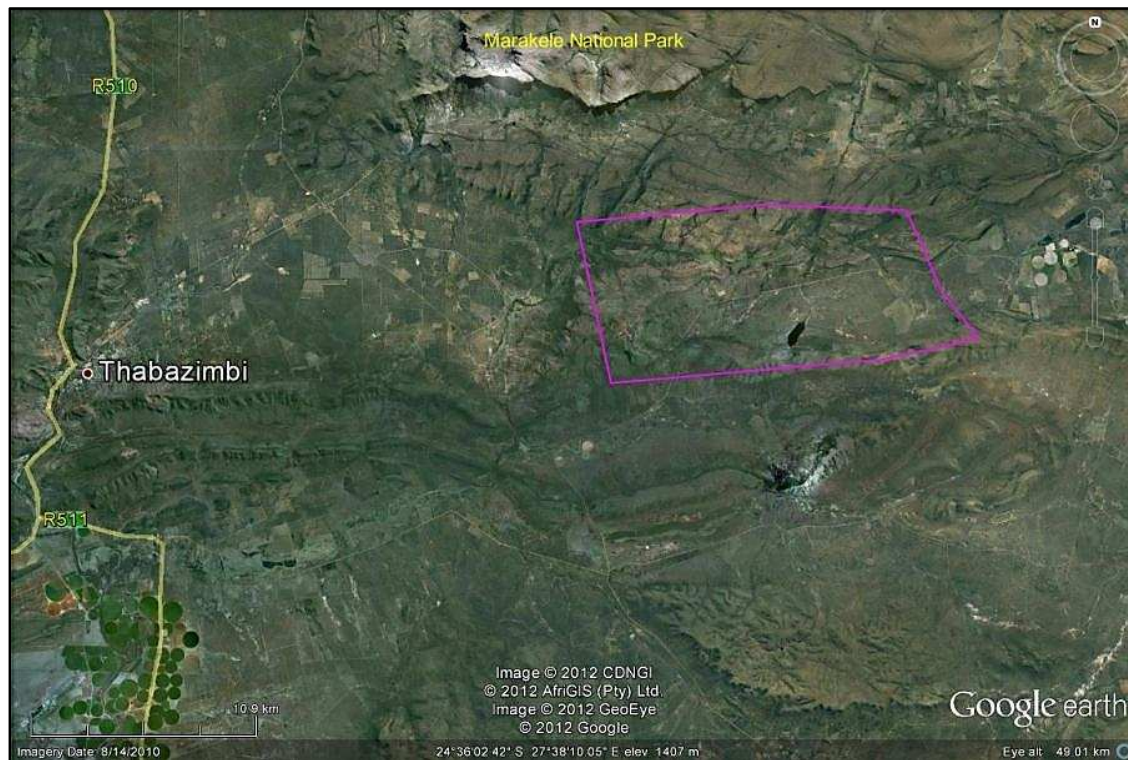 N
Marakele National Park
R510
Thabazimbi
R511
Image © 2012 CDNGI
© 2012 AfriGIS (Pty) Ltd.
Image © 2012 GeoEye
© 2012 Google
Google earth
10.9 km
Imagery Date: 8/14/2010
24°36'02.42" S 27°38'10.05" E elev 1407 m
Eye alt 49.01 km